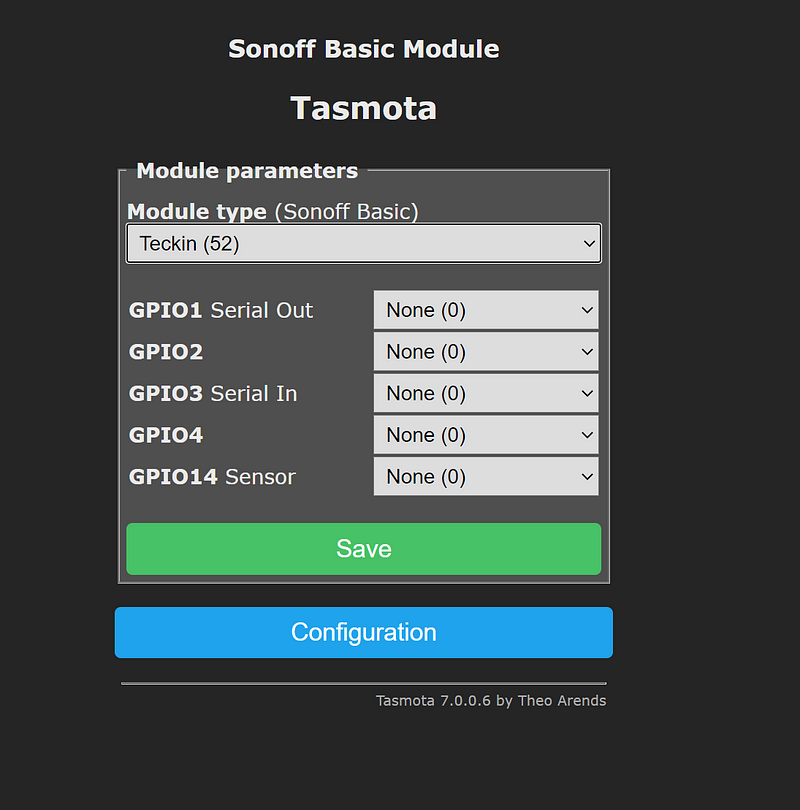 Sonoff Basic Module
Tasmota
Module parameters
Module type (Sonoff Basic)
Teckin (52)
GPIO1 Serial Out None (0)
GPIO2 None (0)
GPIO3 Serial In None (0)
GPIO4 None (0)
GPIO14 Sensor None (0)
Save
Configuration
Tasmota 7.0.0.6 by Theo Arends